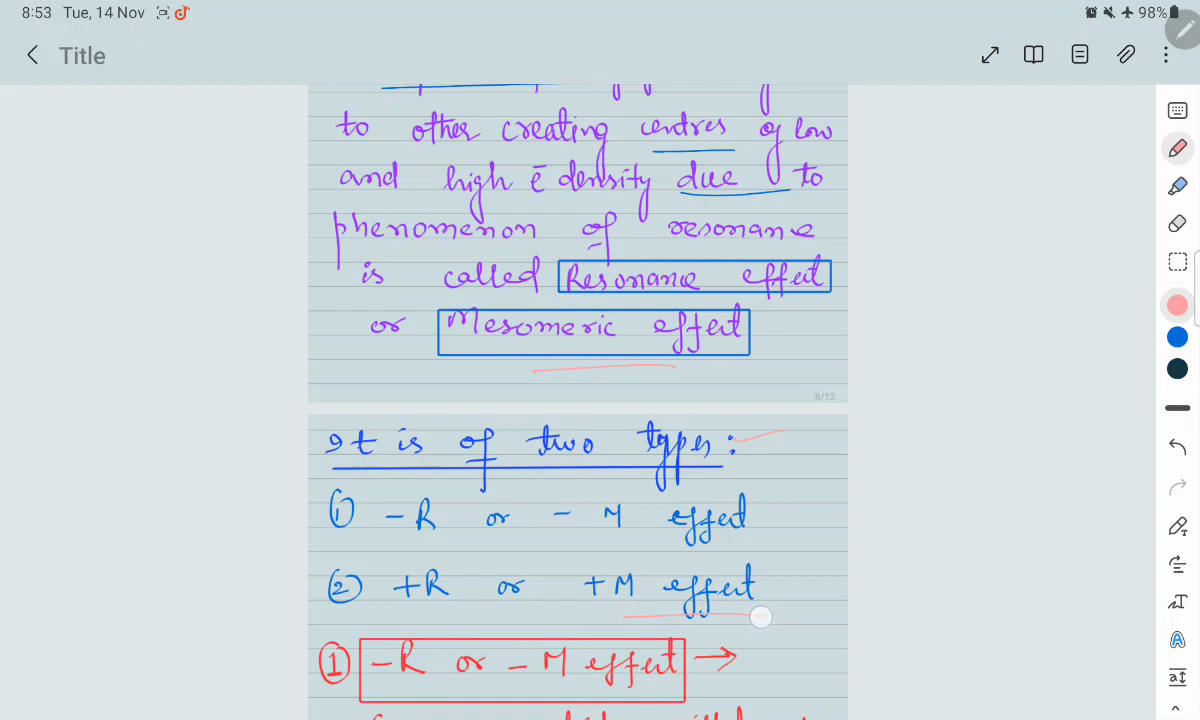 8:53 Tue, 14 Nov 98%
Title
to other creating centres of low
and high ē density due to
phenomenon of resonance
is called Resonance effect
or Mesomeric effect
8/12
It is of two types:
① -R or - M effect
② +R or +M effect
① -R or - M effect →